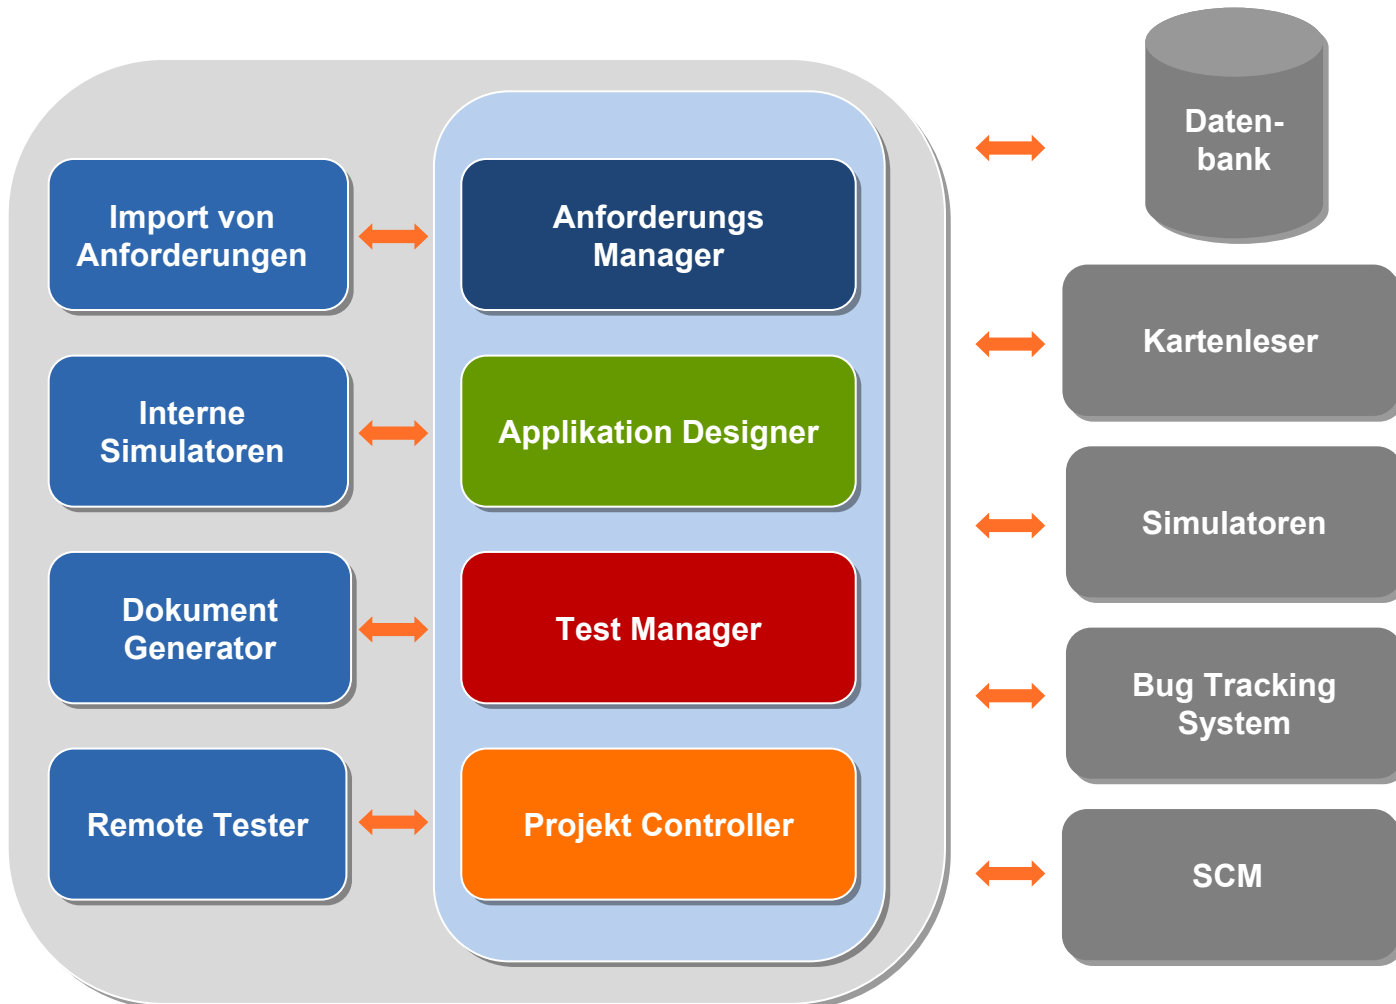 Import von
Anforderungen
Anforderungs
Manager
Daten-
bank
Interne
Simulatoren
Applikation Designer
Kartenleser
Dokument
Generator
Test Manager
Simulatoren
Remote Tester
Projekt Controller
Bug Tracking
System
SCM